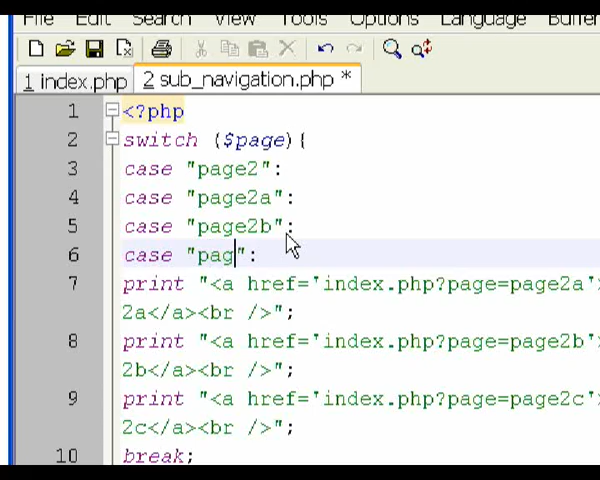 File Edit Search View Tools Options Language Buffer
1 index.php 2 sub_navigation.php *
1 <?php
2 switch ($page){
3 case "page2":
4 case "page2a":
5 case "page2b":
6 case "pag":
7 print "<a href='index.php?page=page2a'>
2a</a><br />";
8 print "<a href='index.php?page=page2b'>
2b</a><br />";
9 print "<a href='index.php?page=page2c'>
2c</a><br />";
10 break;